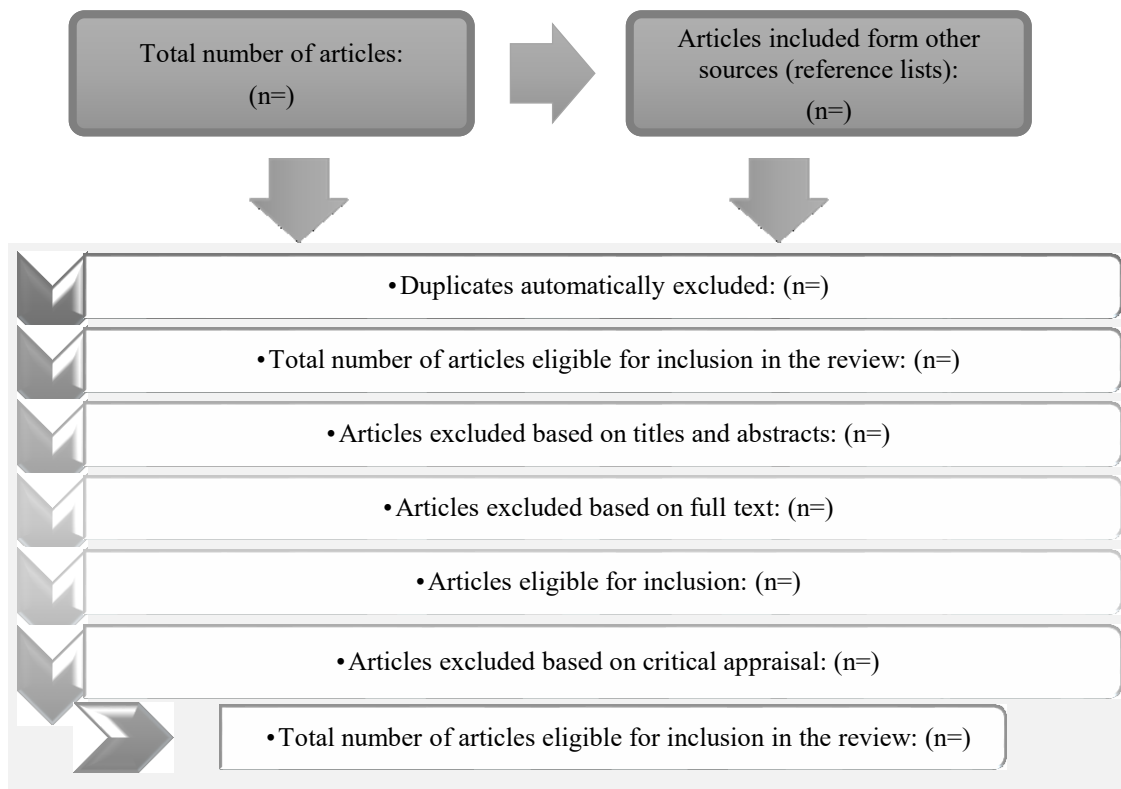 Total number of articles:
(n=)
Articles included form other
sources (reference lists):
(n=)
•Duplicates automatically excluded: (n=)
•Total number of articles eligible for inclusion in the review: (n=)
•Articles excluded based on titles and abstracts: (n=)
•Articles excluded based on full text: (n=)
•Articles eligible for inclusion: (n=)
•Articles excluded based on critical appraisal: (n=)
•Total number of articles eligible for inclusion in the review: (n=)